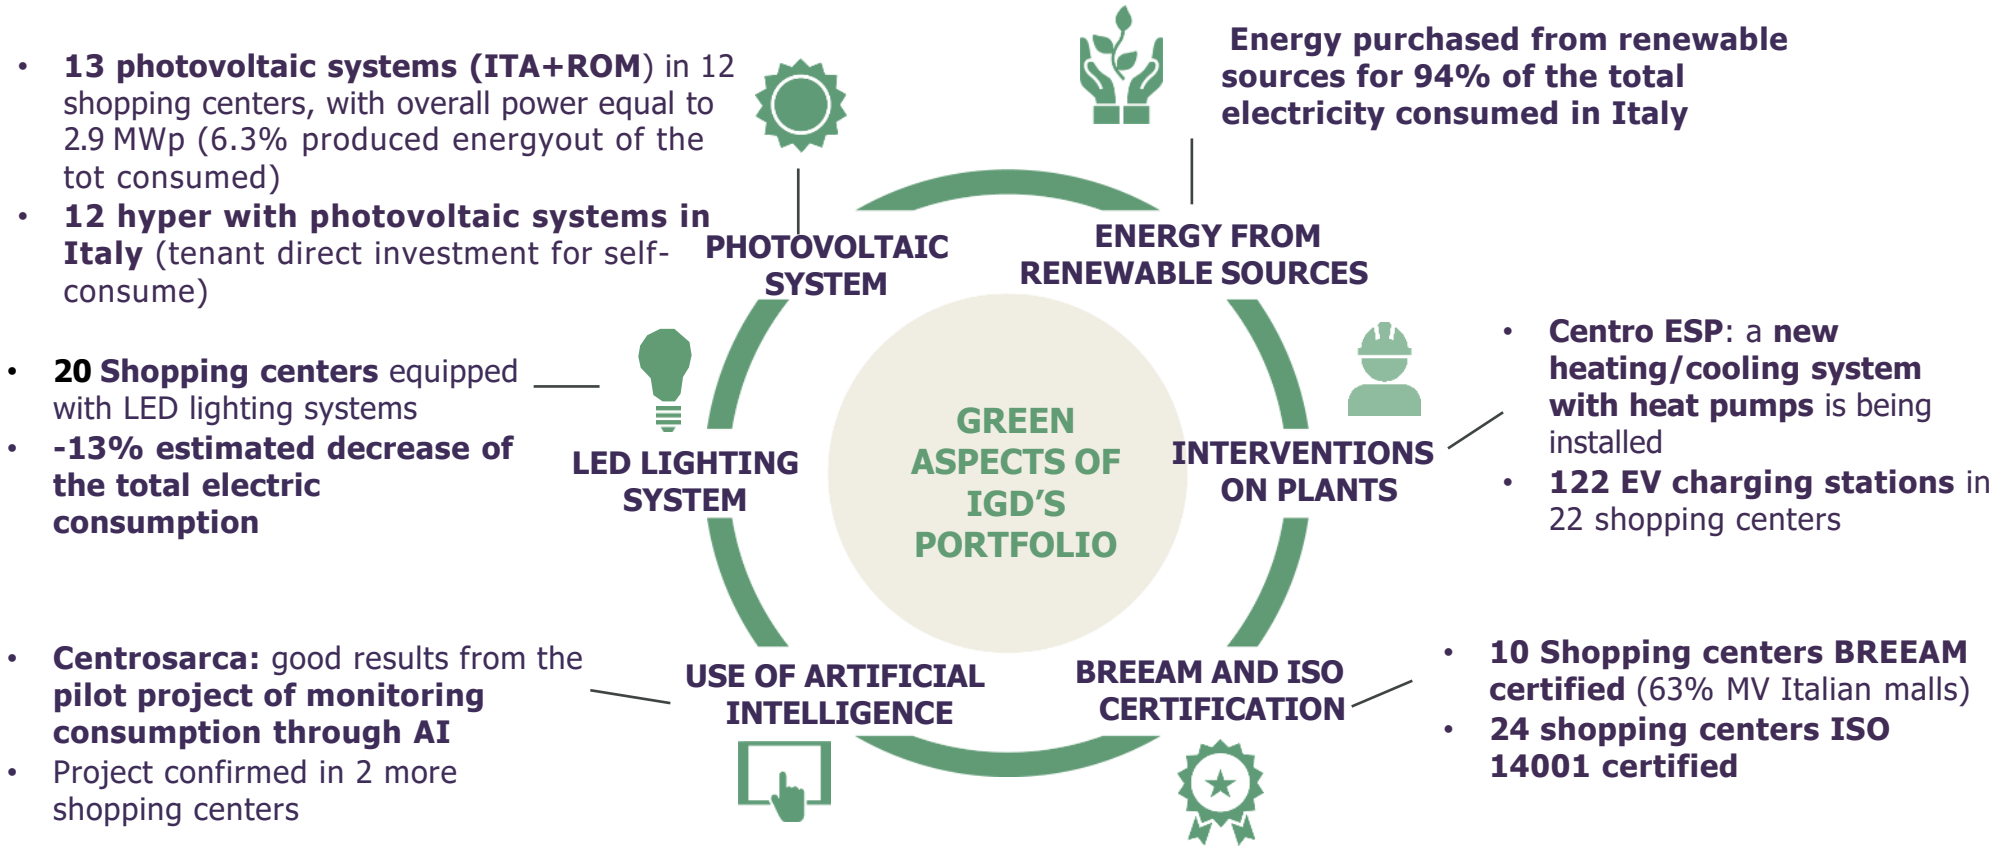 • 13 photovoltaic systems (ITA+ROM) in 12
shopping centers, with overall power equal to
2.9 MWp (6.3% produced energyout of the
tot consumed)
• 12 hyper with photovoltaic systems in
Italy (tenant direct investment for self-
consume)
PHOTOVOLTAIC
SYSTEM
Energy purchased from renewable
sources for 94% of the total
electricity consumed in Italy
ENERGY FROM
RENEWABLE SOURCES
• 20 Shopping centers equipped
with LED lighting systems
• -13% estimated decrease of
the total electric
consumption
LED LIGHTING
SYSTEM
GREEN
ASPECTS OF
IGD’S
PORTFOLIO
INTERVENTIONS
ON PLANTS
• Centro ESP: a new
heating/cooling system
with heat pumps is being
installed
• 122 EV charging stations in
22 shopping centers
• Centrosarca: good results from the
pilot project of monitoring
consumption through AI
• Project confirmed in 2 more
shopping centers
USE OF ARTIFICIAL
INTELLIGENCE
BREEAM AND ISO
CERTIFICATION
• 10 Shopping centers BREEAM
certified (63% MV Italian malls)
• 24 shopping centers ISO
14001 certified